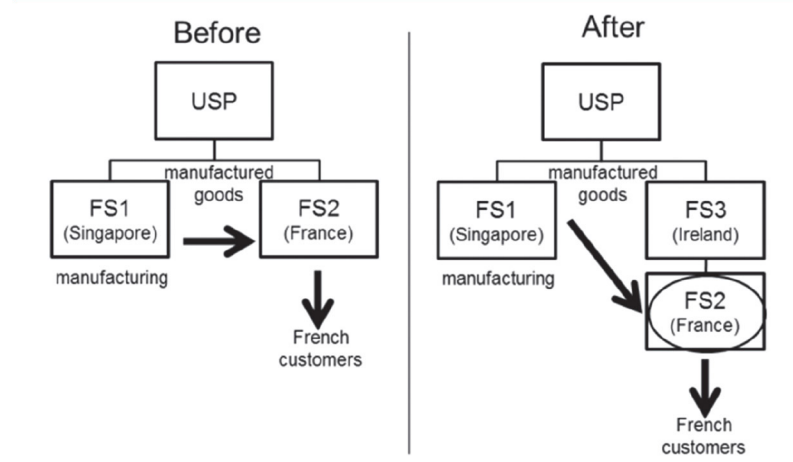 Before
USP
manufactured
goods
FS1
(Singapore)
FS2
(France)
manufacturing
French
customers
After
USP
manufactured
goods
FS1
(Singapore)
FS3
(Ireland)
manufacturing
FS2
(France)
French
customers